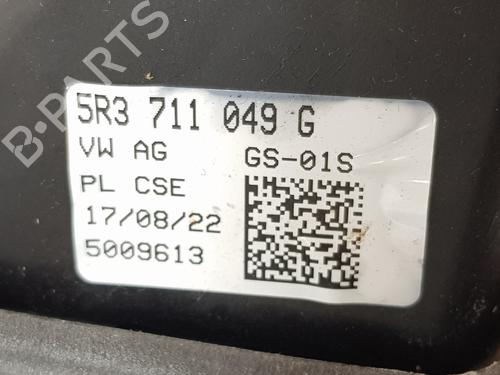 B-PARTS
5R3 711 049 G
VW AG GS-01S
PL CSE
17/08/22
5009613